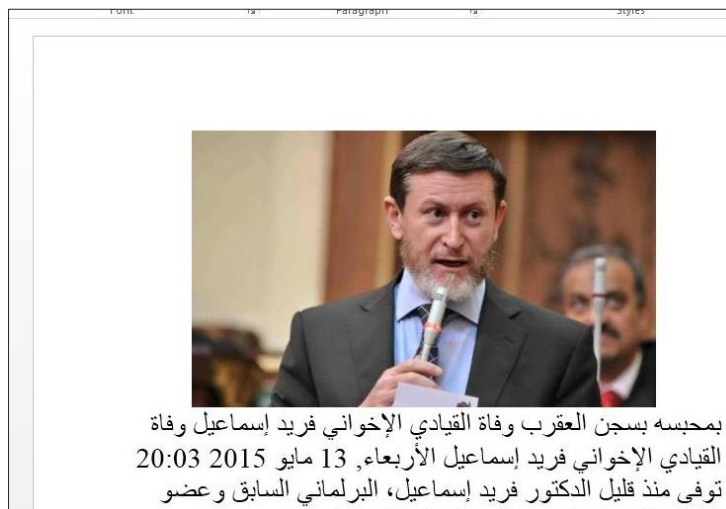 Font
Paragraph
Styles
بمحبسه بسجن العقرب وفاة القيادي الإخواني فريد إسماعيل وفاة
القيادي الإخواني فريد إسماعيل الأربعاء, 13 مايو 2015 20:03
توفى منذ قليل الدكتور فريد إسماعيل، البرلماني السابق وعضو